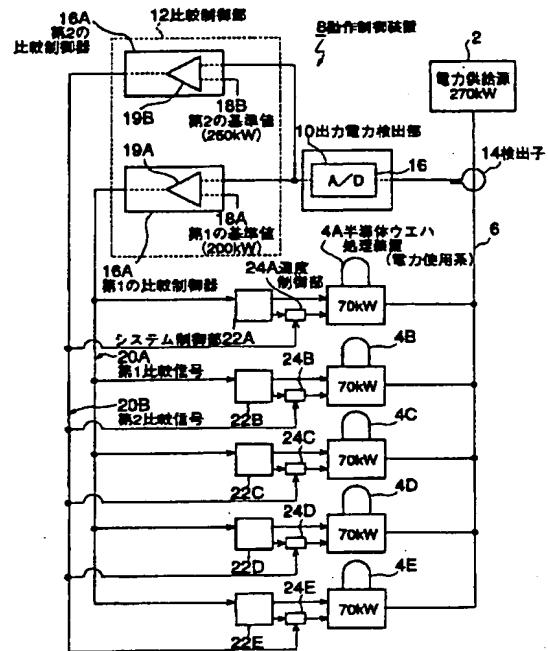 16A
第2の
比較制御器
12比較制御部
8動作制御装置
2
電力供給源
270kW
19B
18B
第2の基準値
(250kW)
10出力電力検出部
14検出子
A/D
16
19A
18A
第1の基準値
(200kW)
6
16A
第1の比較制御器
4A半導体ウエハ
処理装置
(電力使用系)
24A温度
制御部
70kW
システム制御部22A
20A
第1比較信号
24B
4B
70kW
20B
第2比較信号
22B
24C
4C
70kW
22C
24D
4D
70kW
22D
24E
4E
70kW
22E